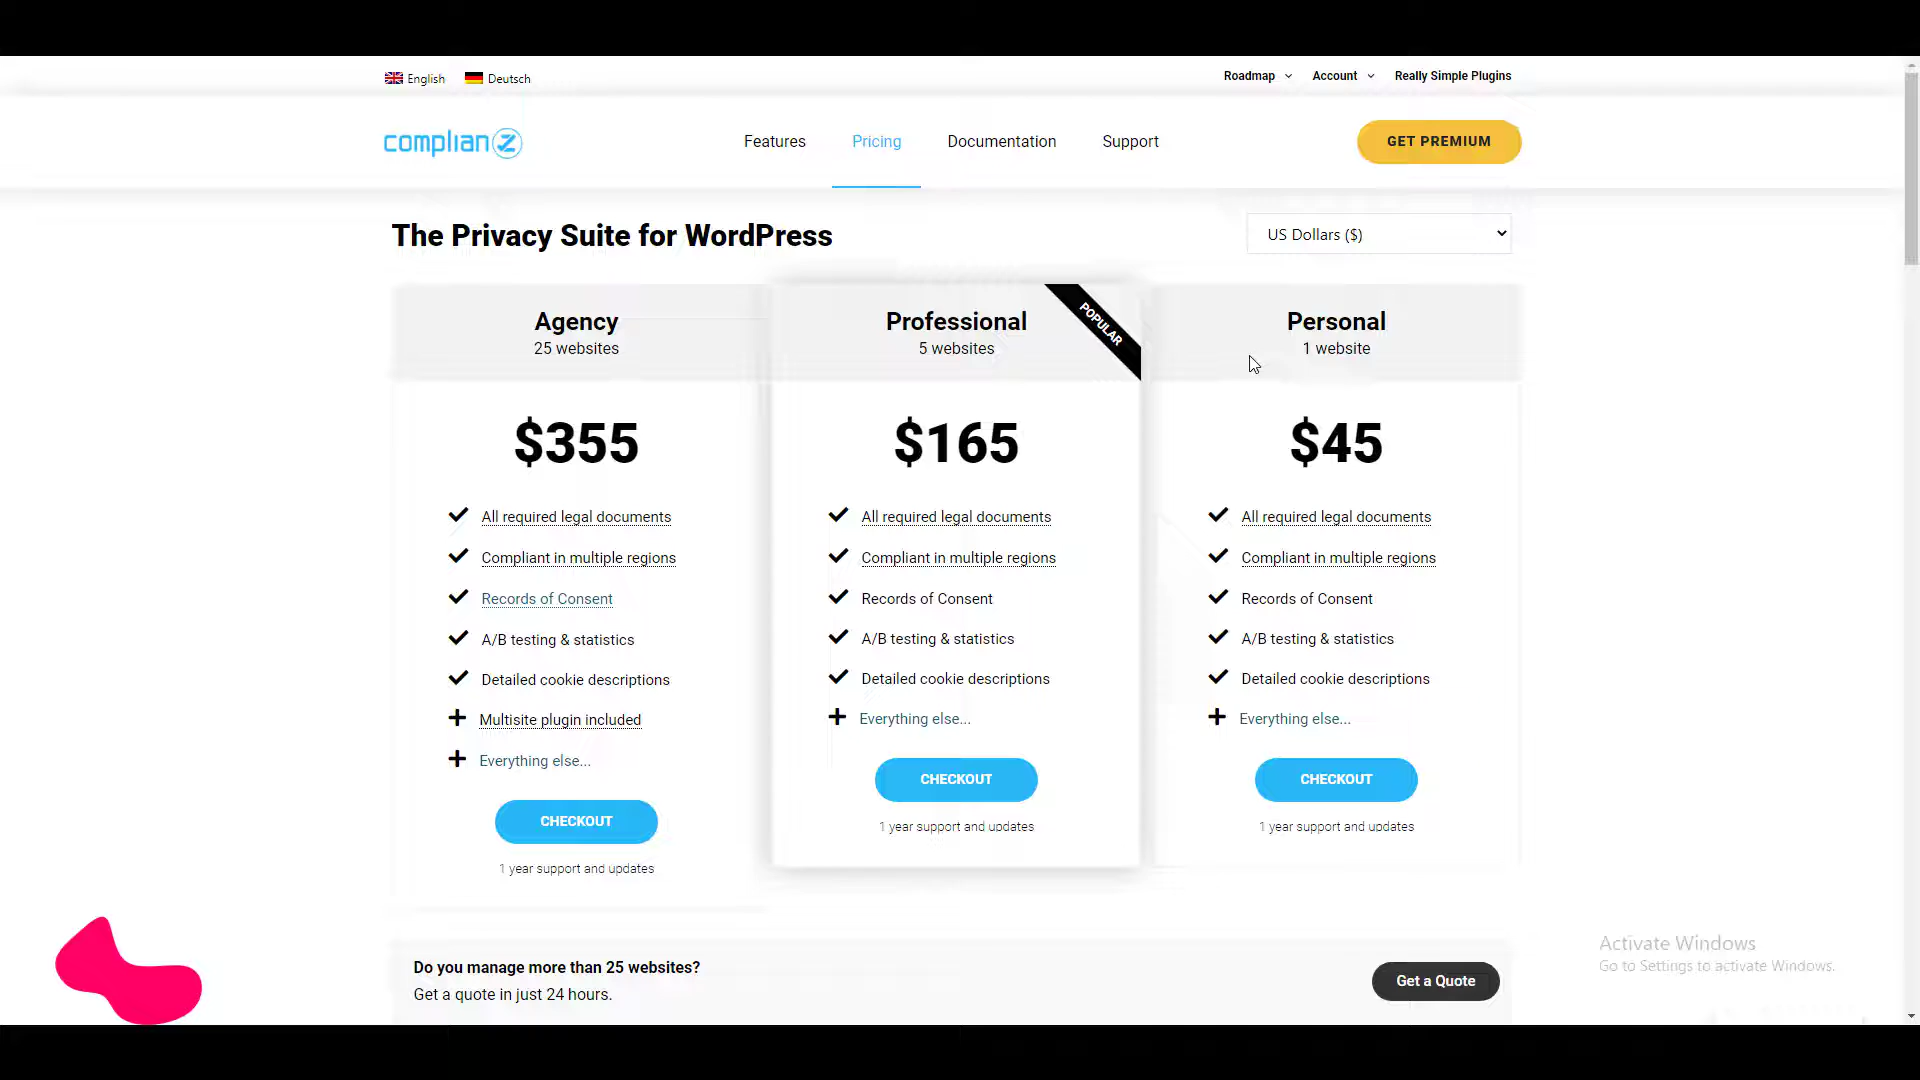 English Deutsch Roadmap Account Really Simple Plugins
complianz Features Pricing Documentation Support GET PREMIUM
The Privacy Suite for WordPress US Dollars ($)
Agency
25 websites
$355
All required legal documents
Compliant in multiple regions
Records of Consent
A/B testing & statistics
Detailed cookie descriptions
Multisite plugin included
Everything else...
CHECKOUT
1 year support and updates
Professional
5 websites
POPULAR
$165
All required legal documents
Compliant in multiple regions
Records of Consent
A/B testing & statistics
Detailed cookie descriptions
Everything else...
CHECKOUT
1 year support and updates
Personal
1 website
$45
All required legal documents
Compliant in multiple regions
Records of Consent
A/B testing & statistics
Detailed cookie descriptions
Everything else...
CHECKOUT
1 year support and updates
Do you manage more than 25 websites?
Get a quote in just 24 hours.
Get a Quote
Activate Windows
Go to Settings to activate Windows.